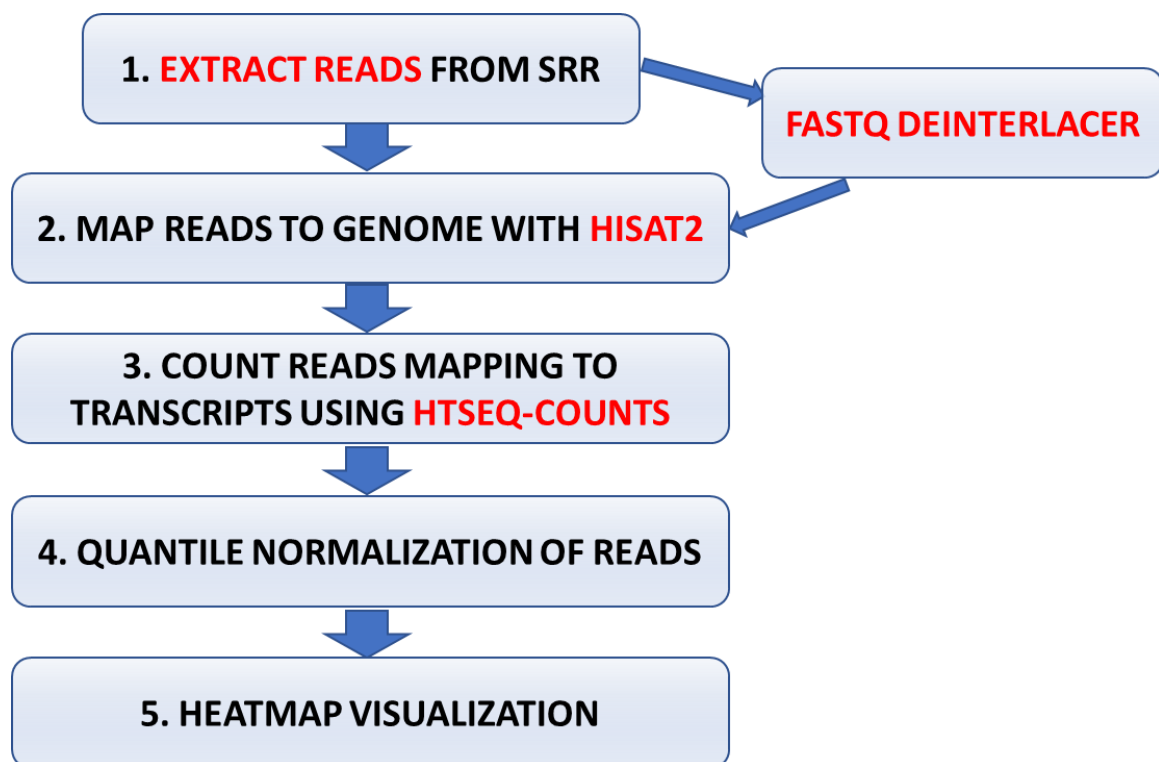 1. EXTRACT READS FROM SRR
FASTQ DEINTERLACER
2. MAP READS TO GENOME WITH HISAT2
3. COUNT READS MAPPING TO
TRANSCRIPTS USING HTSEQ-COUNTS
4. QUANTILE NORMALIZATION OF READS
5. HEATMAP VISUALIZATION